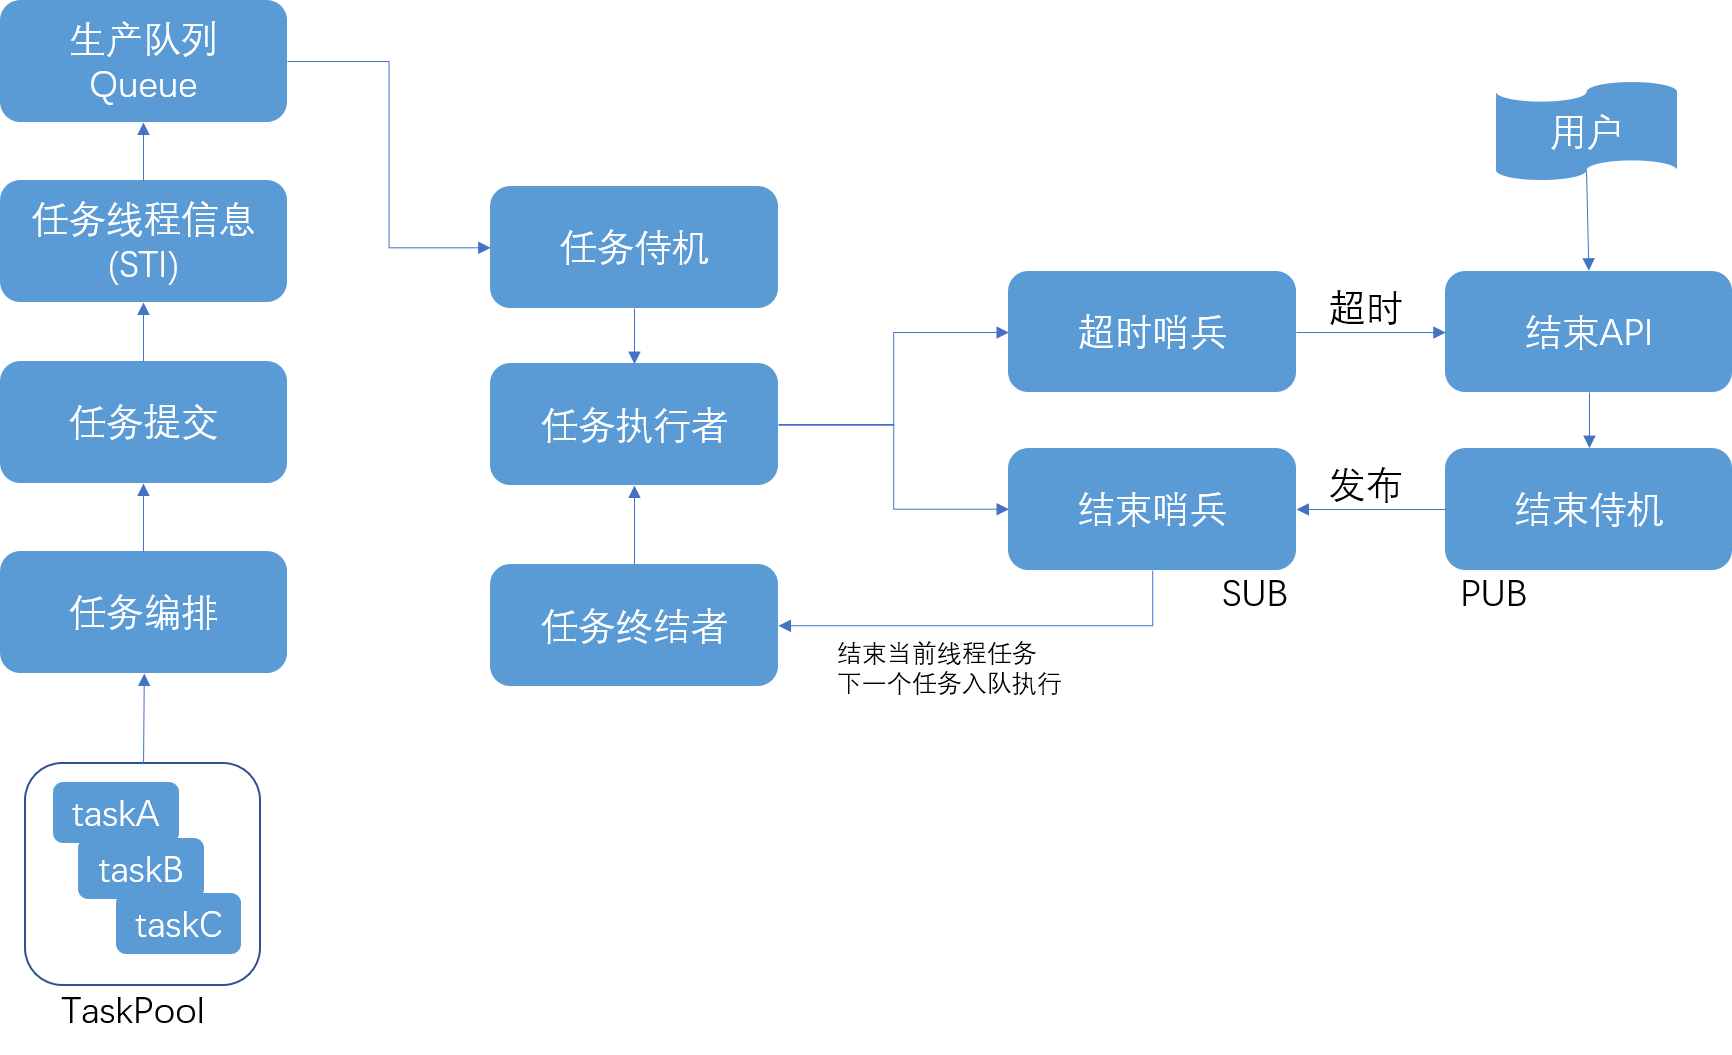 生产队列
Queue
任务线程信息
(STI)
任务提交
任务编排
taskA
taskB
taskC
TaskPool
任务侍机
任务执行者
任务终结者
超时哨兵
结束哨兵
SUB
结束当前线程任务
下一个任务入队执行
超时
发布
用户
结束API
结束侍机
PUB